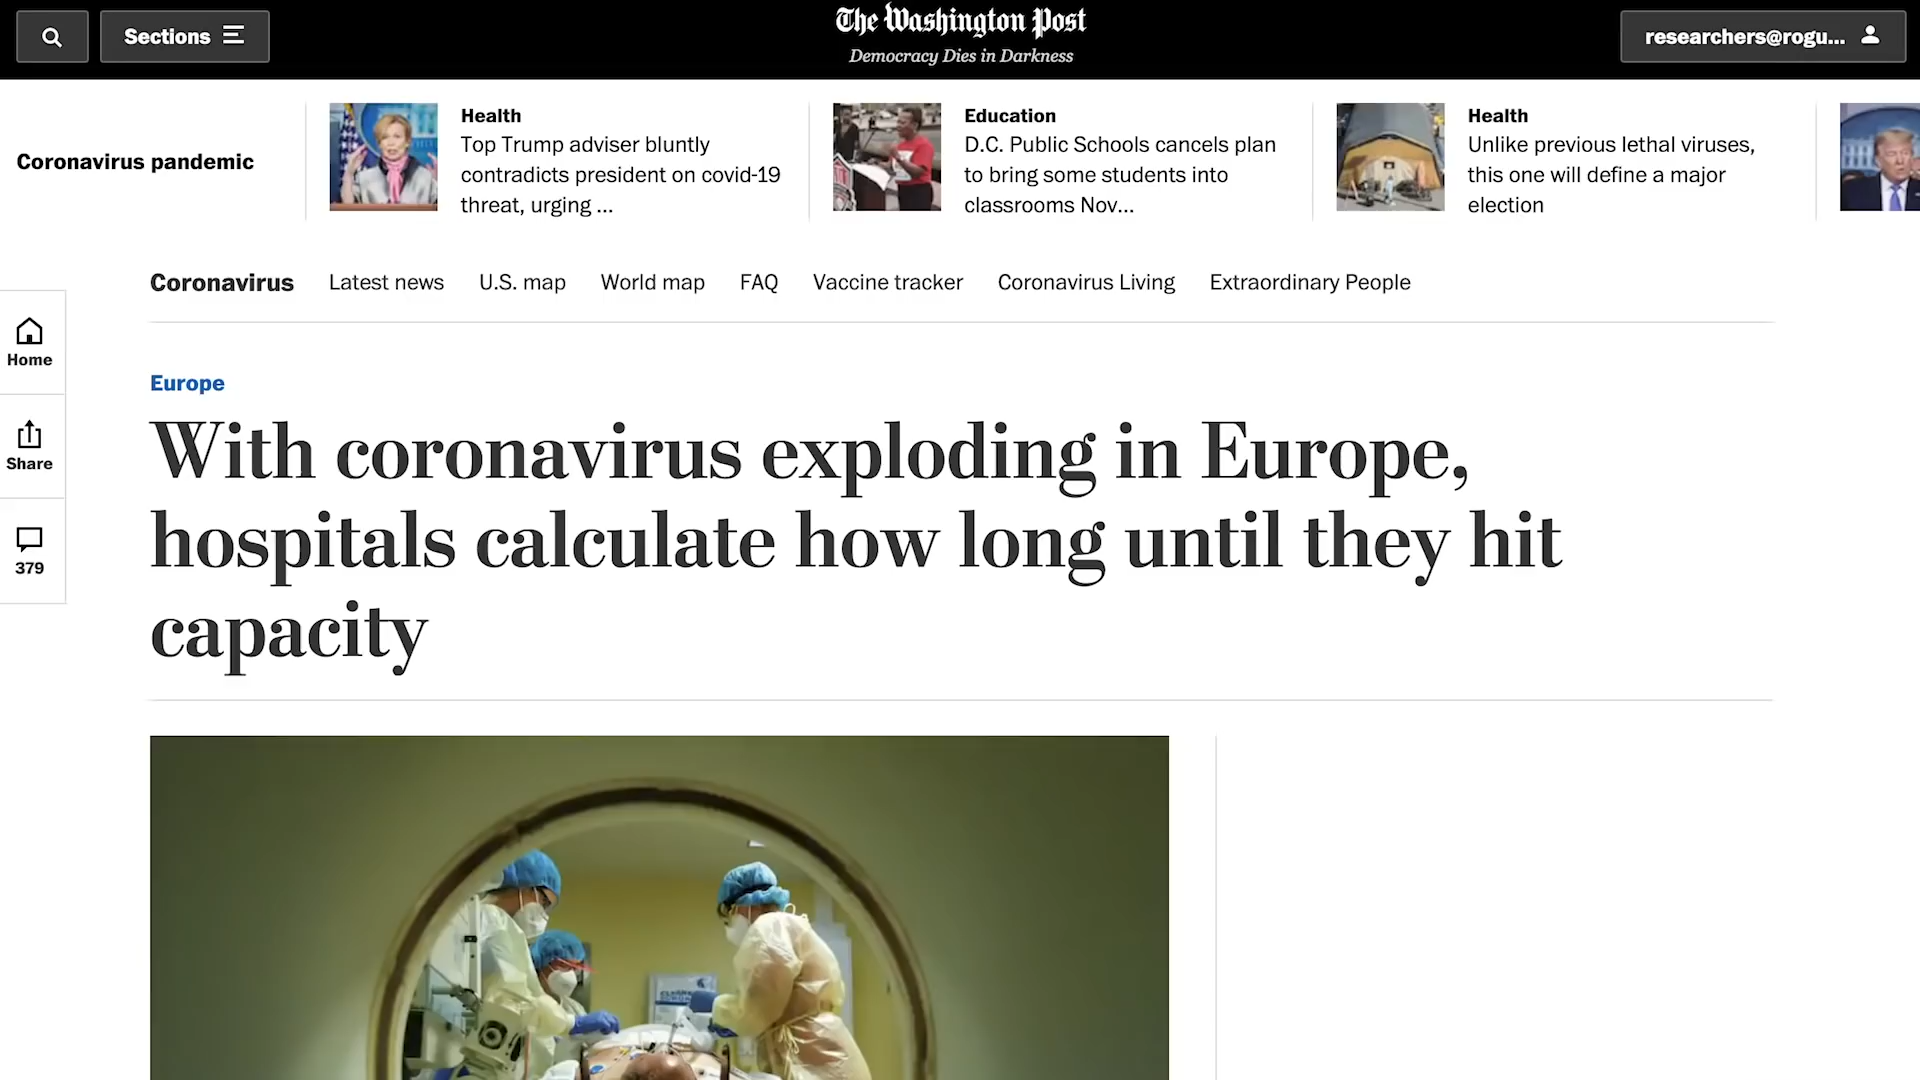 Sections
The Washington Post
Democracy Dies in Darkness
researchers@rogu...
Coronavirus pandemic
Health
Top Trump adviser bluntly
contradicts president on covid-19
threat, urging ...
Education
D.C. Public Schools cancels plan
to bring some students into
classrooms Nov...
Health
Unlike previous lethal viruses,
this one will define a major
election
Coronavirus
Latest news
U.S. map
World map
FAQ
Vaccine tracker
Coronavirus Living
Extraordinary People
Home
Share
379
Europe
With coronavirus exploding in Europe,
hospitals calculate how long until they hit
capacity